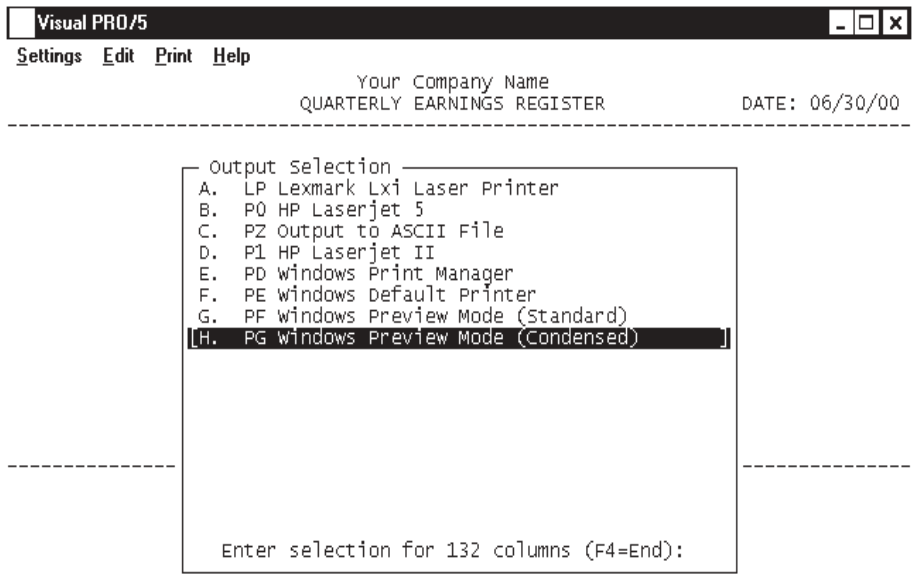 Visual PRO/5
Settings Edit Print Help
Your Company Name
QUARTERLY EARNINGS REGISTER DATE: 06/30/00
Output Selection
A. LP Lexmark Lxi Laser Printer
B. P0 HP Laserjet 5
C. PZ Output to ASCII File
D. P1 HP Laserjet II
E. PD Windows Print Manager
F. PE Windows Default Printer
G. PF Windows Preview Mode (Standard)
[H. PG Windows Preview Mode (Condensed) ]
Enter selection for 132 columns (F4=End):